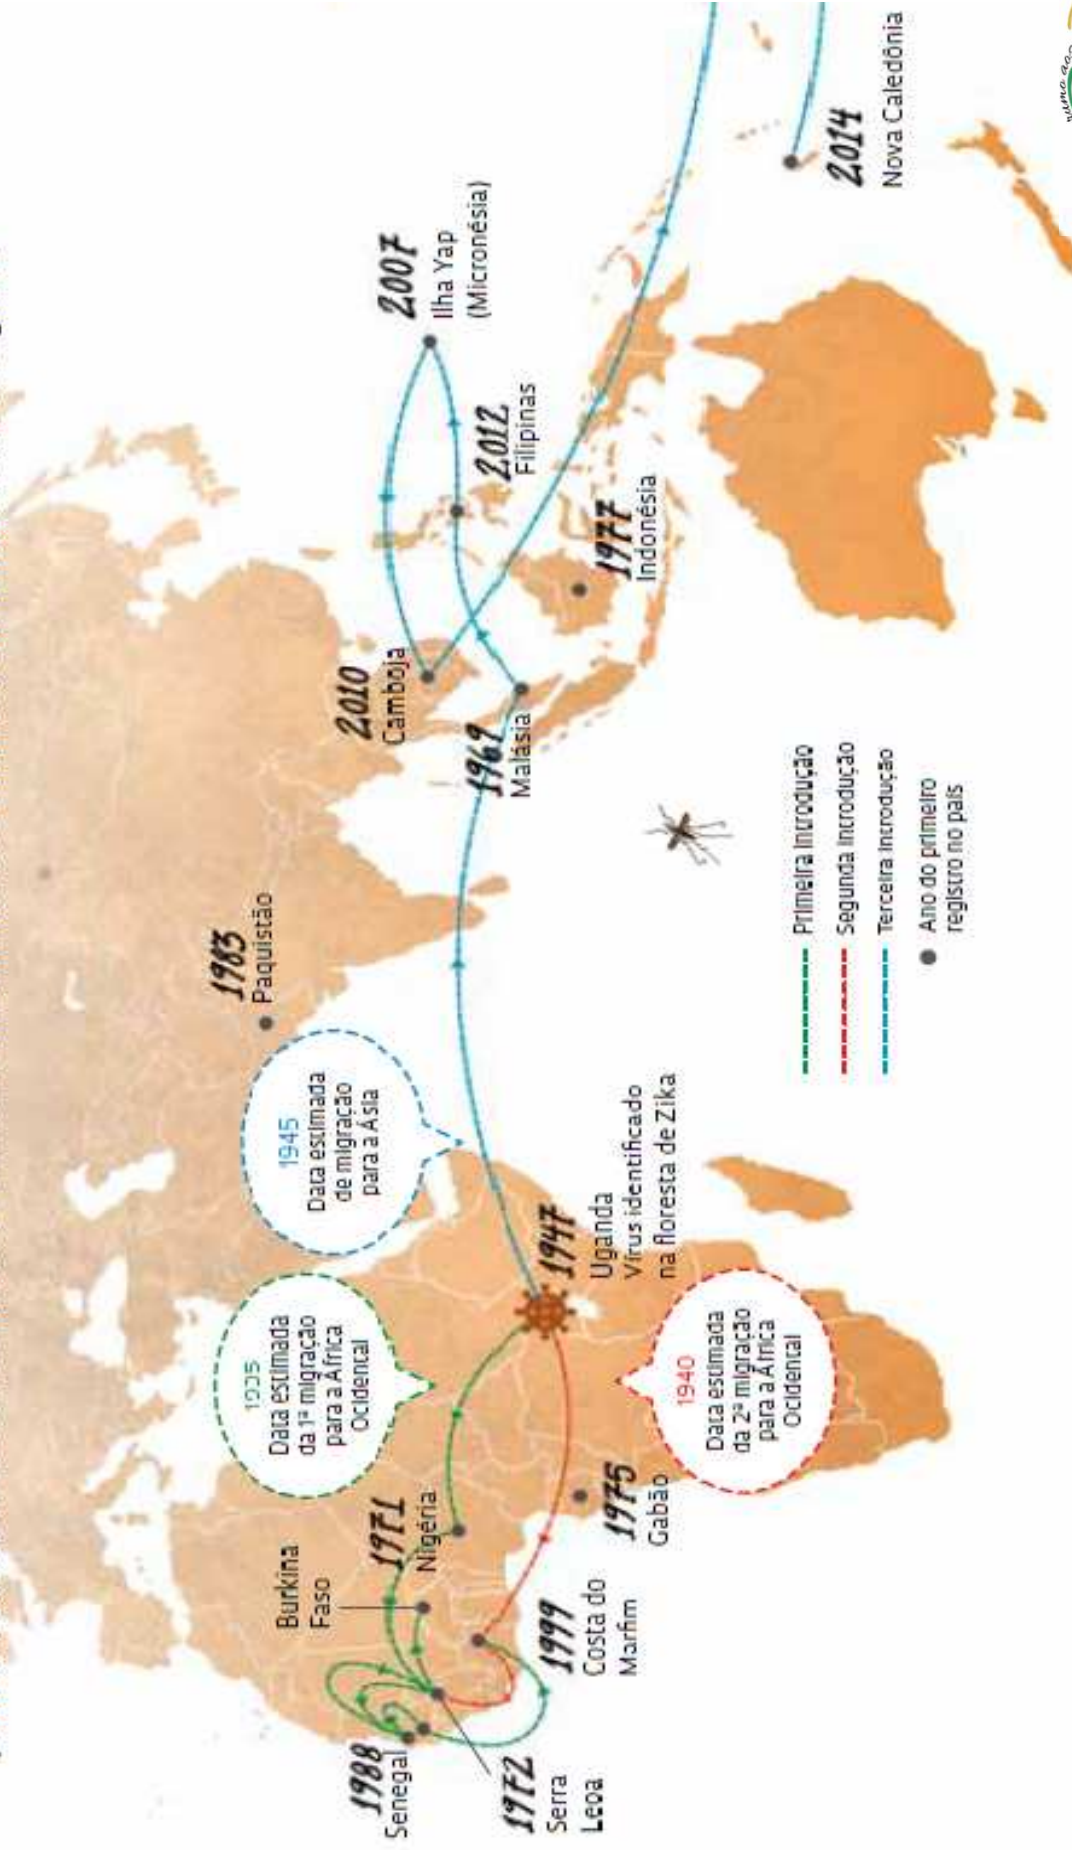 1988
Senegal
1972
Serra
Leoa
Burkina
Faso
1971
Nigéria
1999
Costa do
Marfim
1975
Gabão
Data estimada
da 1ª migração
para a África
Ocidental
1940
Data estimada
da 2ª migração
para a África
Ocidental
1947
Uganda
Vírus identificado
na floresta de Zika
1945
Data estimada
de migração
para a Ásia
1983
Paquistão
2010
Camboja
1969
Malásia
1977
Indonésia
2012
Filipinas
2007
Ilha Yap
(Micronésia)
2014
Nova Caledônia
Primeira introdução
Segunda introdução
Terceira introdução
Ano do primeiro
registro no país